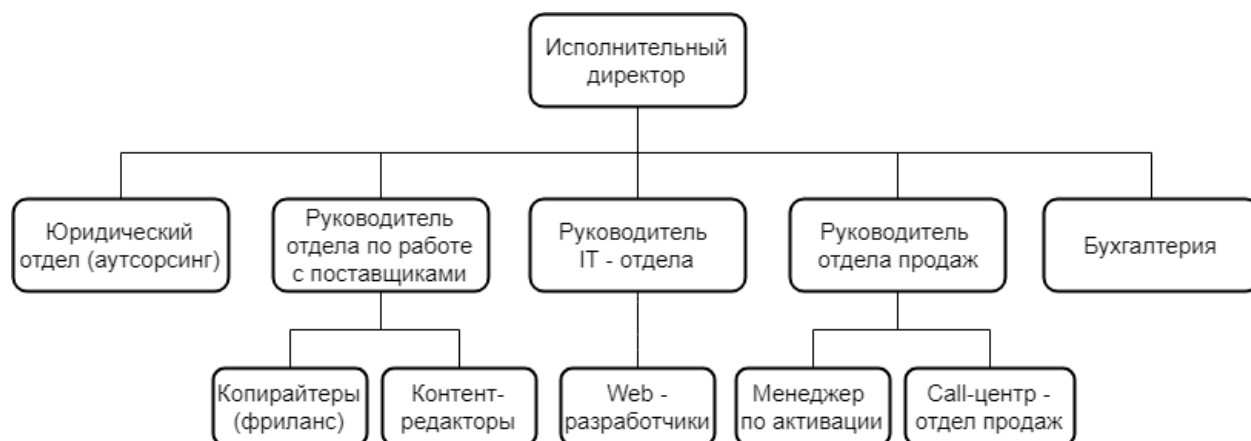 Исполнительный
директор
Юридический
отдел (аутсорсинг)
Руководитель
отдела по работе
с поставщиками
Руководитель
IT - отдела
Руководитель
отдела продаж
Бухгалтерия
Копирайтеры
(фриланс)
Контент-
редакторы
Web -
разработчики
Менеджер
по активации
Call-центр -
отдел продаж